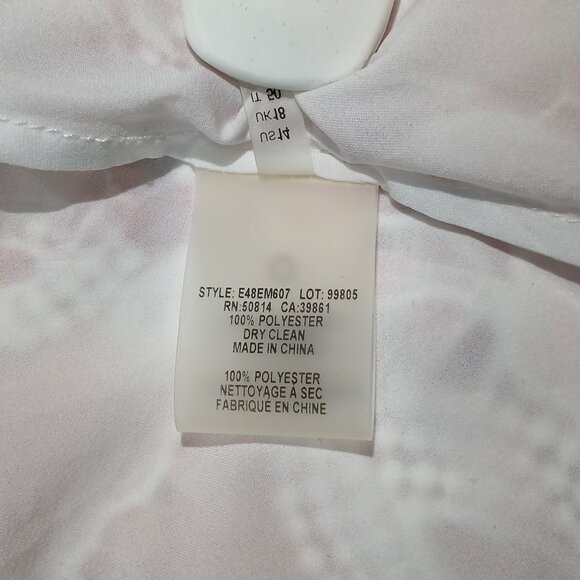 IT 50
UK18
US14
STYLE: E48EM607 LOT: 99805
RN:50814 CA:39861
100% POLYESTER
DRY CLEAN
MADE IN CHINA
100% POLYESTER
NETTOYAGE À SEC
FABRIQUE EN CHINE